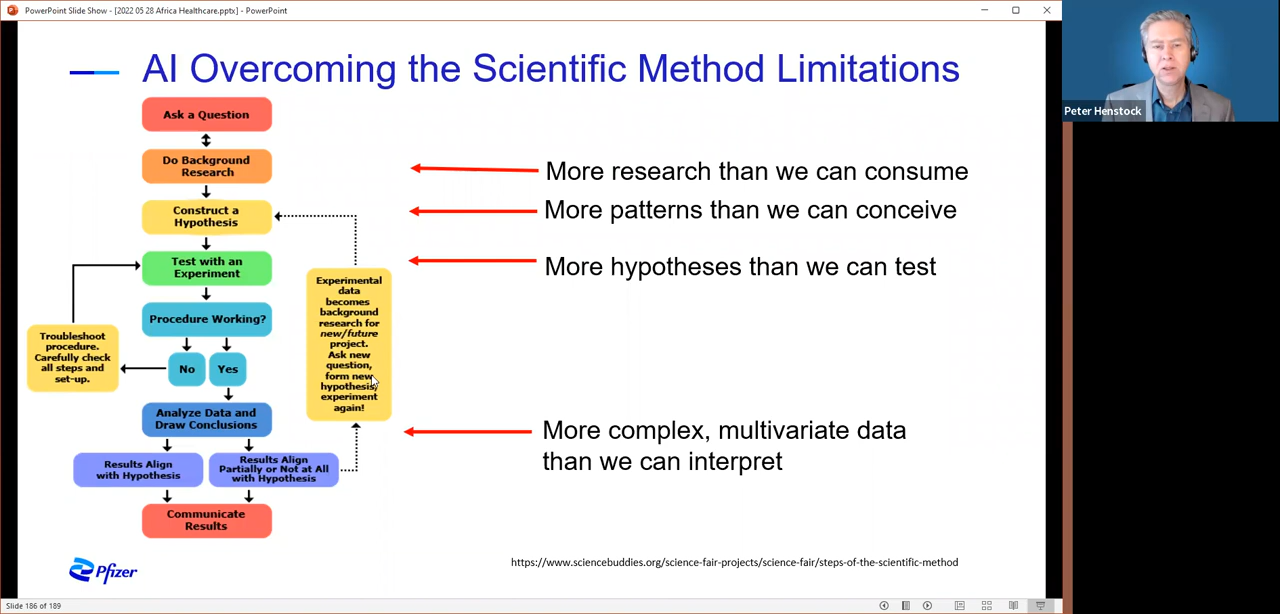 PowerPoint Slide Show - [2022 05 28 Africa Healthcare.pptx] - PowerPoint
AI Overcoming the Scientific Method Limitations
Peter Henstock
Ask a Question
Do Background
Research
Construct a
Hypothesis
Test with an
Experiment
Procedure Working?
Troubleshoot
procedure.
Carefully check
all steps and
set-up.
No
Yes
Experimental
data
becomes
background
research for
new/future
project.
Ask new
question,
form new
hypothesis,
experiment
again!
Analyze Data and
Draw Conclusions
Results Align
with Hypothesis
Results Align
Partially or Not at All
with Hypothesis
Communicate
Results
More research than we can consume
More patterns than we can conceive
More hypotheses than we can test
More complex, multivariate data
than we can interpret
Pfizer
https://www.sciencebuddies.org/science-fair-projects/science-fair/steps-of-the-scientific-method
Slide 186 of 189